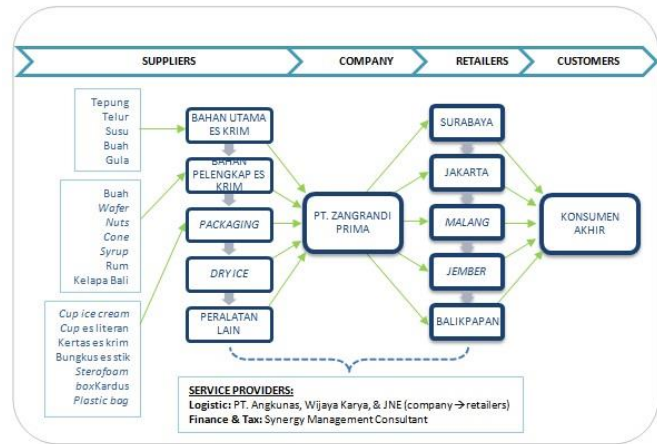 SUPPLIERS
COMPANY
RETAILERS
CUSTOMERS
Tepung
Telur
Susu
Buah
Gula
Buah
Wafer
Nuts
Cone
Syrup
Rum
Kelapa Bali
Cup ice cream
Cup es literan
Kertas es krim
Bungkus es stik
Sterofoam
boxKardus
Plastic bag
BAHAN UTAMA
ES KRIM
BAHAN
PELENGKAP ES
KRIM
PACKAGING
DRY ICE
PERALATAN
LAIN
PT. ZANGRANDI
PRIMA
SURABAYA
JAKARTA
MALANG
JEMBER
BALIKPAPAN
KONSUMEN
AKHIR
SERVICE PROVIDERS:
Logistic: PT. Angkunas, Wijaya Karya, & JNE (company → retailers)
Finance & Tax: Synergy Management Consultant